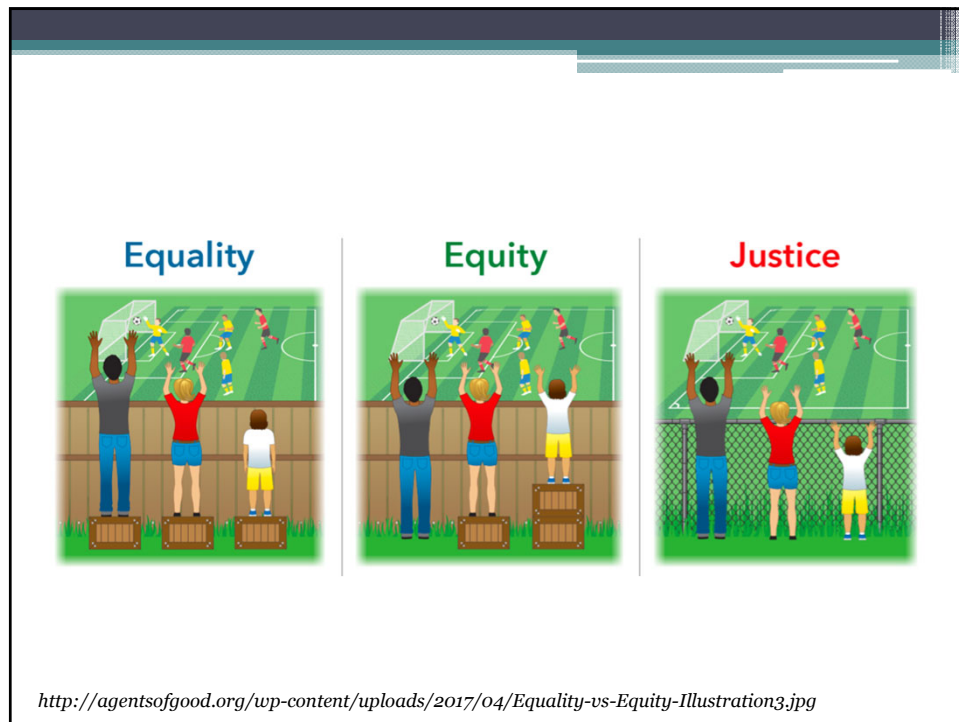 Equality
Equity
Justice
http://agentsofgood.org/wp-content/uploads/2017/04/Equality-vs-Equity-Illustration3.jpg